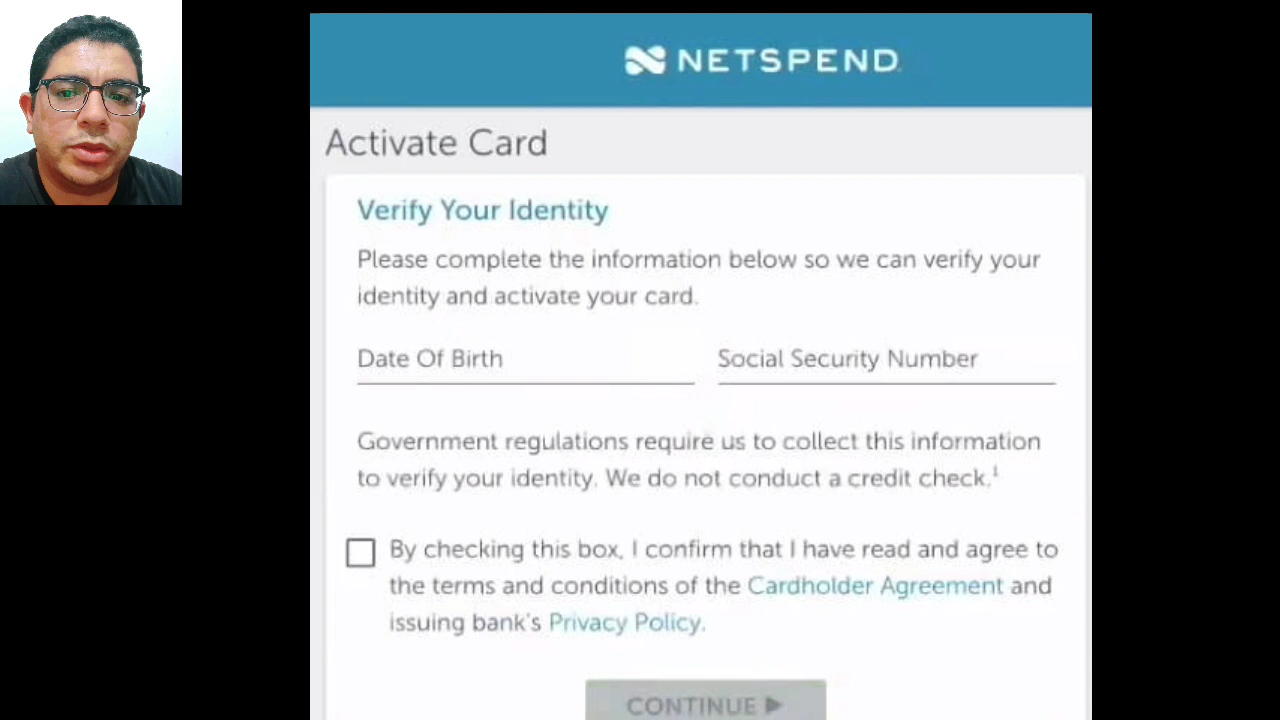 NETSPEND
Activate Card
Verify Your Identity
Please complete the information below so we can verify your
identity and activate your card.
Date Of Birth
Social Security Number
Government regulations require us to collect this information
to verify your identity. We do not conduct a credit check.¹
By checking this box, I confirm that I have read and agree to
the terms and conditions of the Cardholder Agreement and
issuing bank's Privacy Policy.
CONTINUE